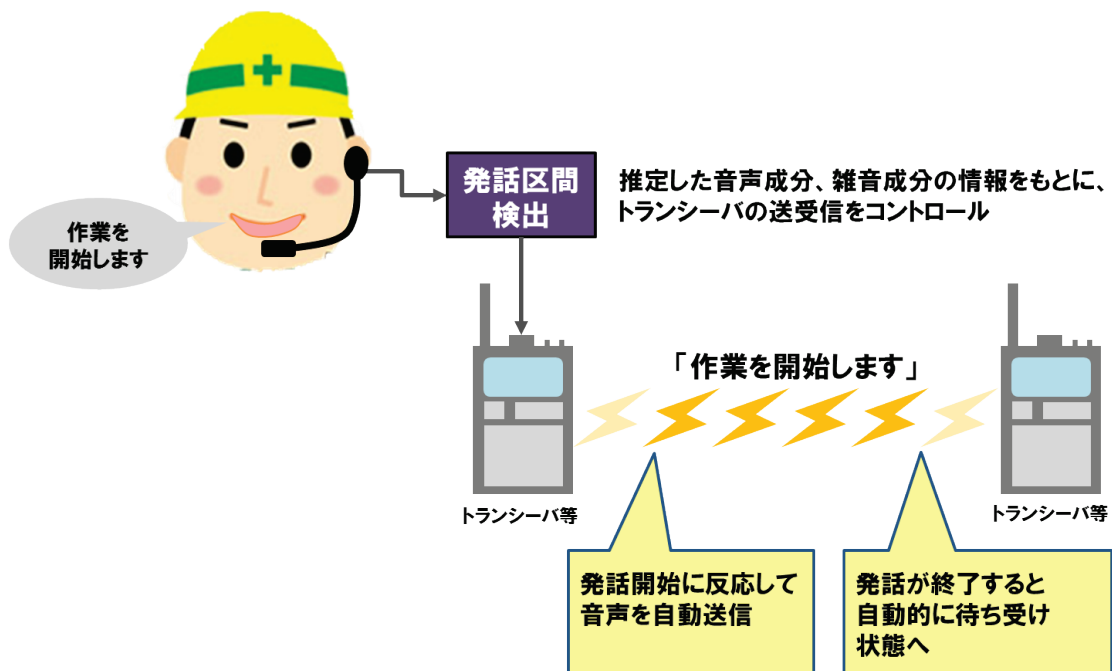 作業を
開始します
発話区間
検出
推定した音声成分、雑音成分の情報をもとに、
トランシーバの送受信をコントロール
「作業を開始します」
トランシーバ等
トランシーバ等
発話開始に反応して
音声を自動送信
発話が終了すると
自動的に待ち受け
状態へ